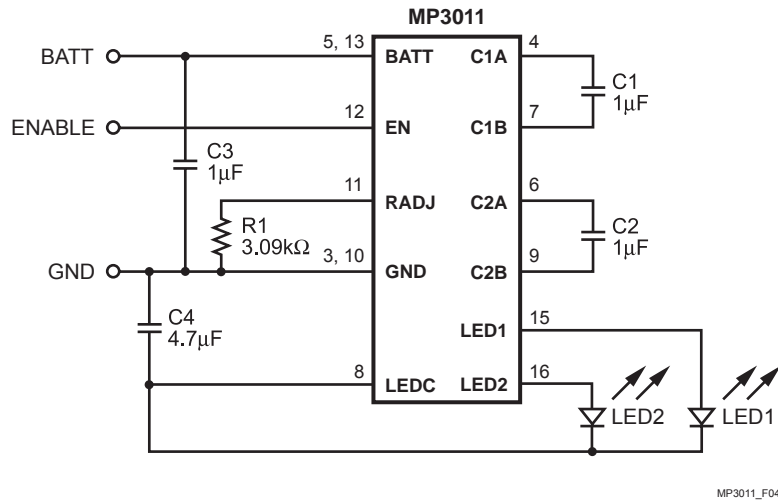 MP3011
BATT
5, 13
BATT
C1A
4
C1
1µF
ENABLE
12
EN
C1B
7
C3
1µF
11
RADJ
C2A
6
R1
3.09kΩ
C2
1µF
GND
3, 10
GND
C2B
9
C4
4.7µF
LED1
15
8
LEDC
LED2
16
LED2
LED1
MP3011_F04